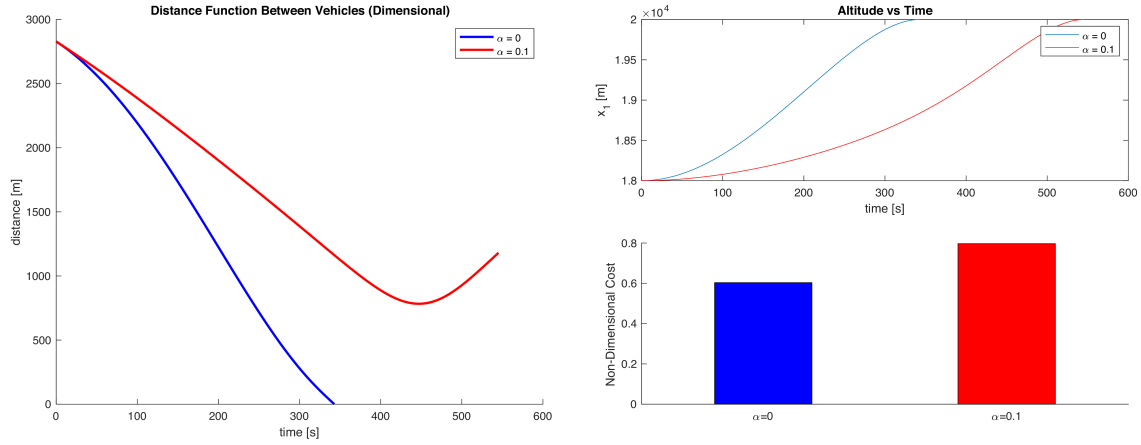 Distance Function Between Vehicles (Dimensional)
3000
2500
2000
1500
1000
500
0
distance [m]
0 100 200 300 400 500 600
time [s]
α = 0
α = 0.1
Altitude vs Time
2 ×10⁴
1.95
1.9
1.85
1.8
x₁ [m]
0 100 200 300 400 500 600
time [s]
α = 0
α = 0.1
0.8
0.6
0.4
0.2
0
Non-Dimensional Cost
α=0 α=0.1